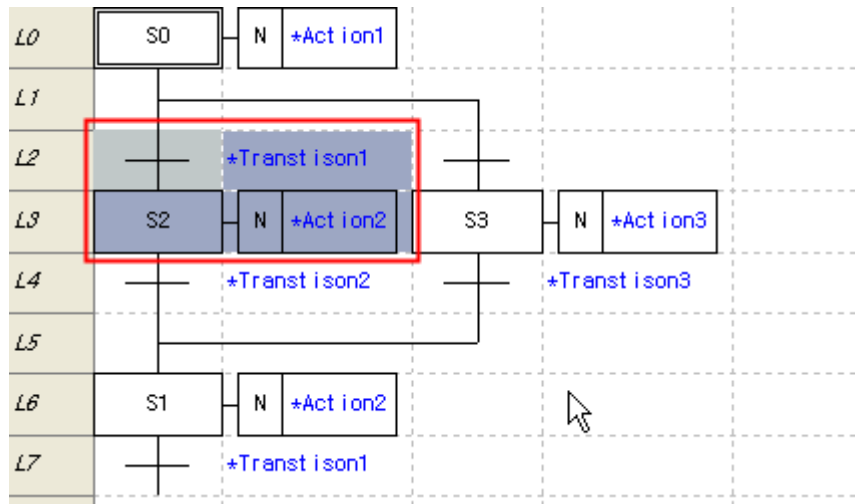 L0 S0 N *Action1
L1
L2 *Transtison1
L3 S2 N *Action2 S3 N *Action3
L4 *Transtison2 *Transtison3
L5
L6 S1 N *Action2
L7 *Transtison1